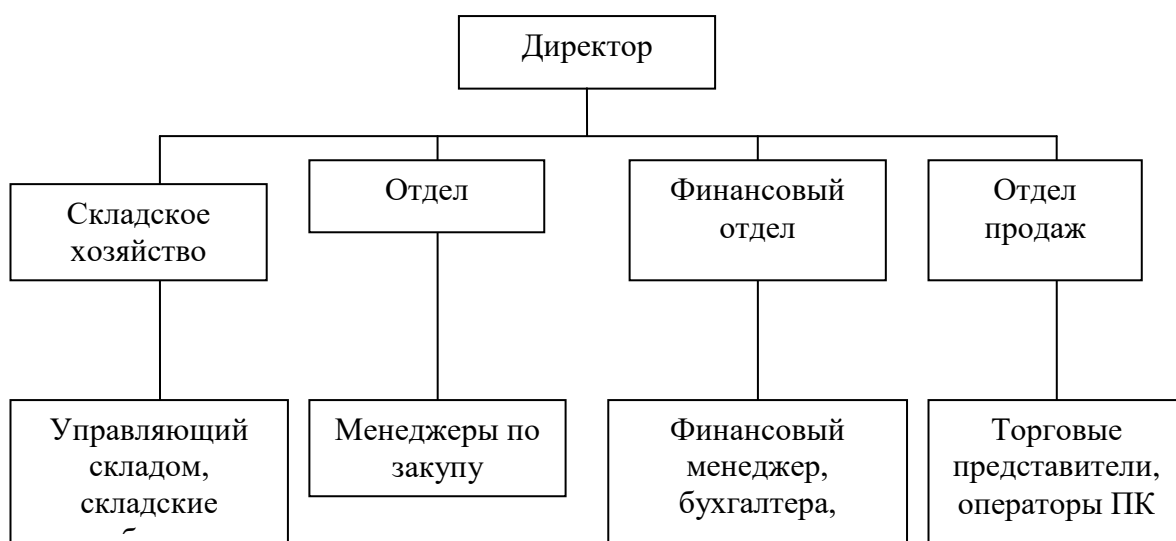 Директор
Складское
хозяйство
Отдел
Финансовый
отдел
Отдел
продаж
Управляющий
складом,
складские
Менеджеры по
закупу
Финансовый
менеджер,
бухгалтера,
Торговые
представители,
операторы ПК